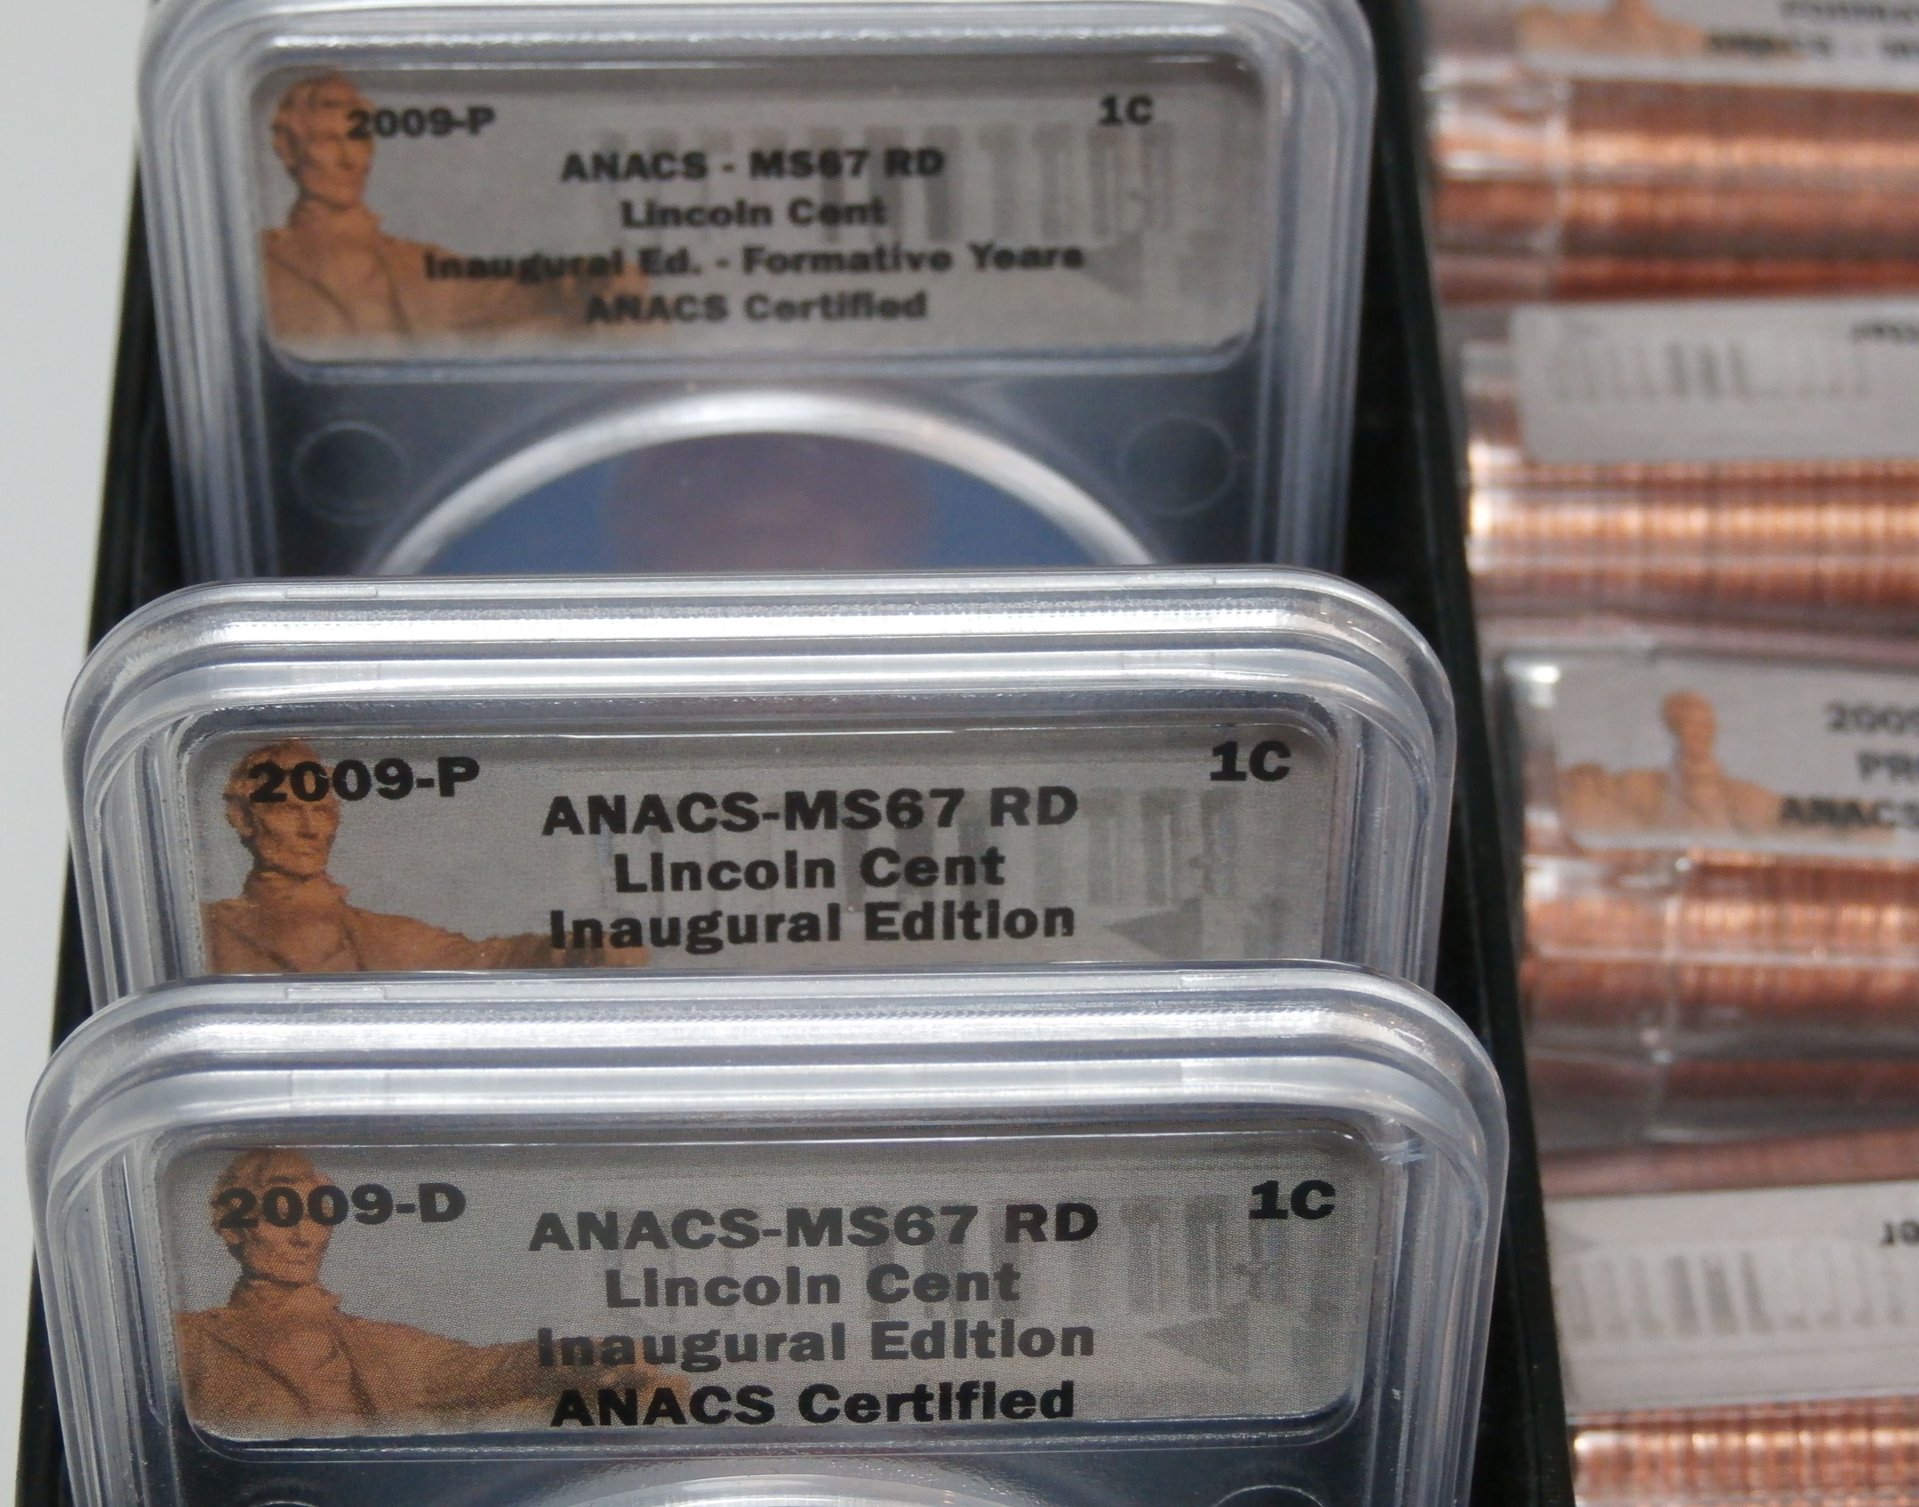 2009-P 1C
ANACS - MS67 RD
Lincoln Cent
Inaugural Ed. - Formative Years
ANACS Certified
2009-P 1C
ANACS-MS67 RD
Lincoln Cent
Inaugural Edition
2009-D 1C
ANACS-MS67 RD
Lincoln Cent
Inaugural Edition
ANACS Certified
ANACS